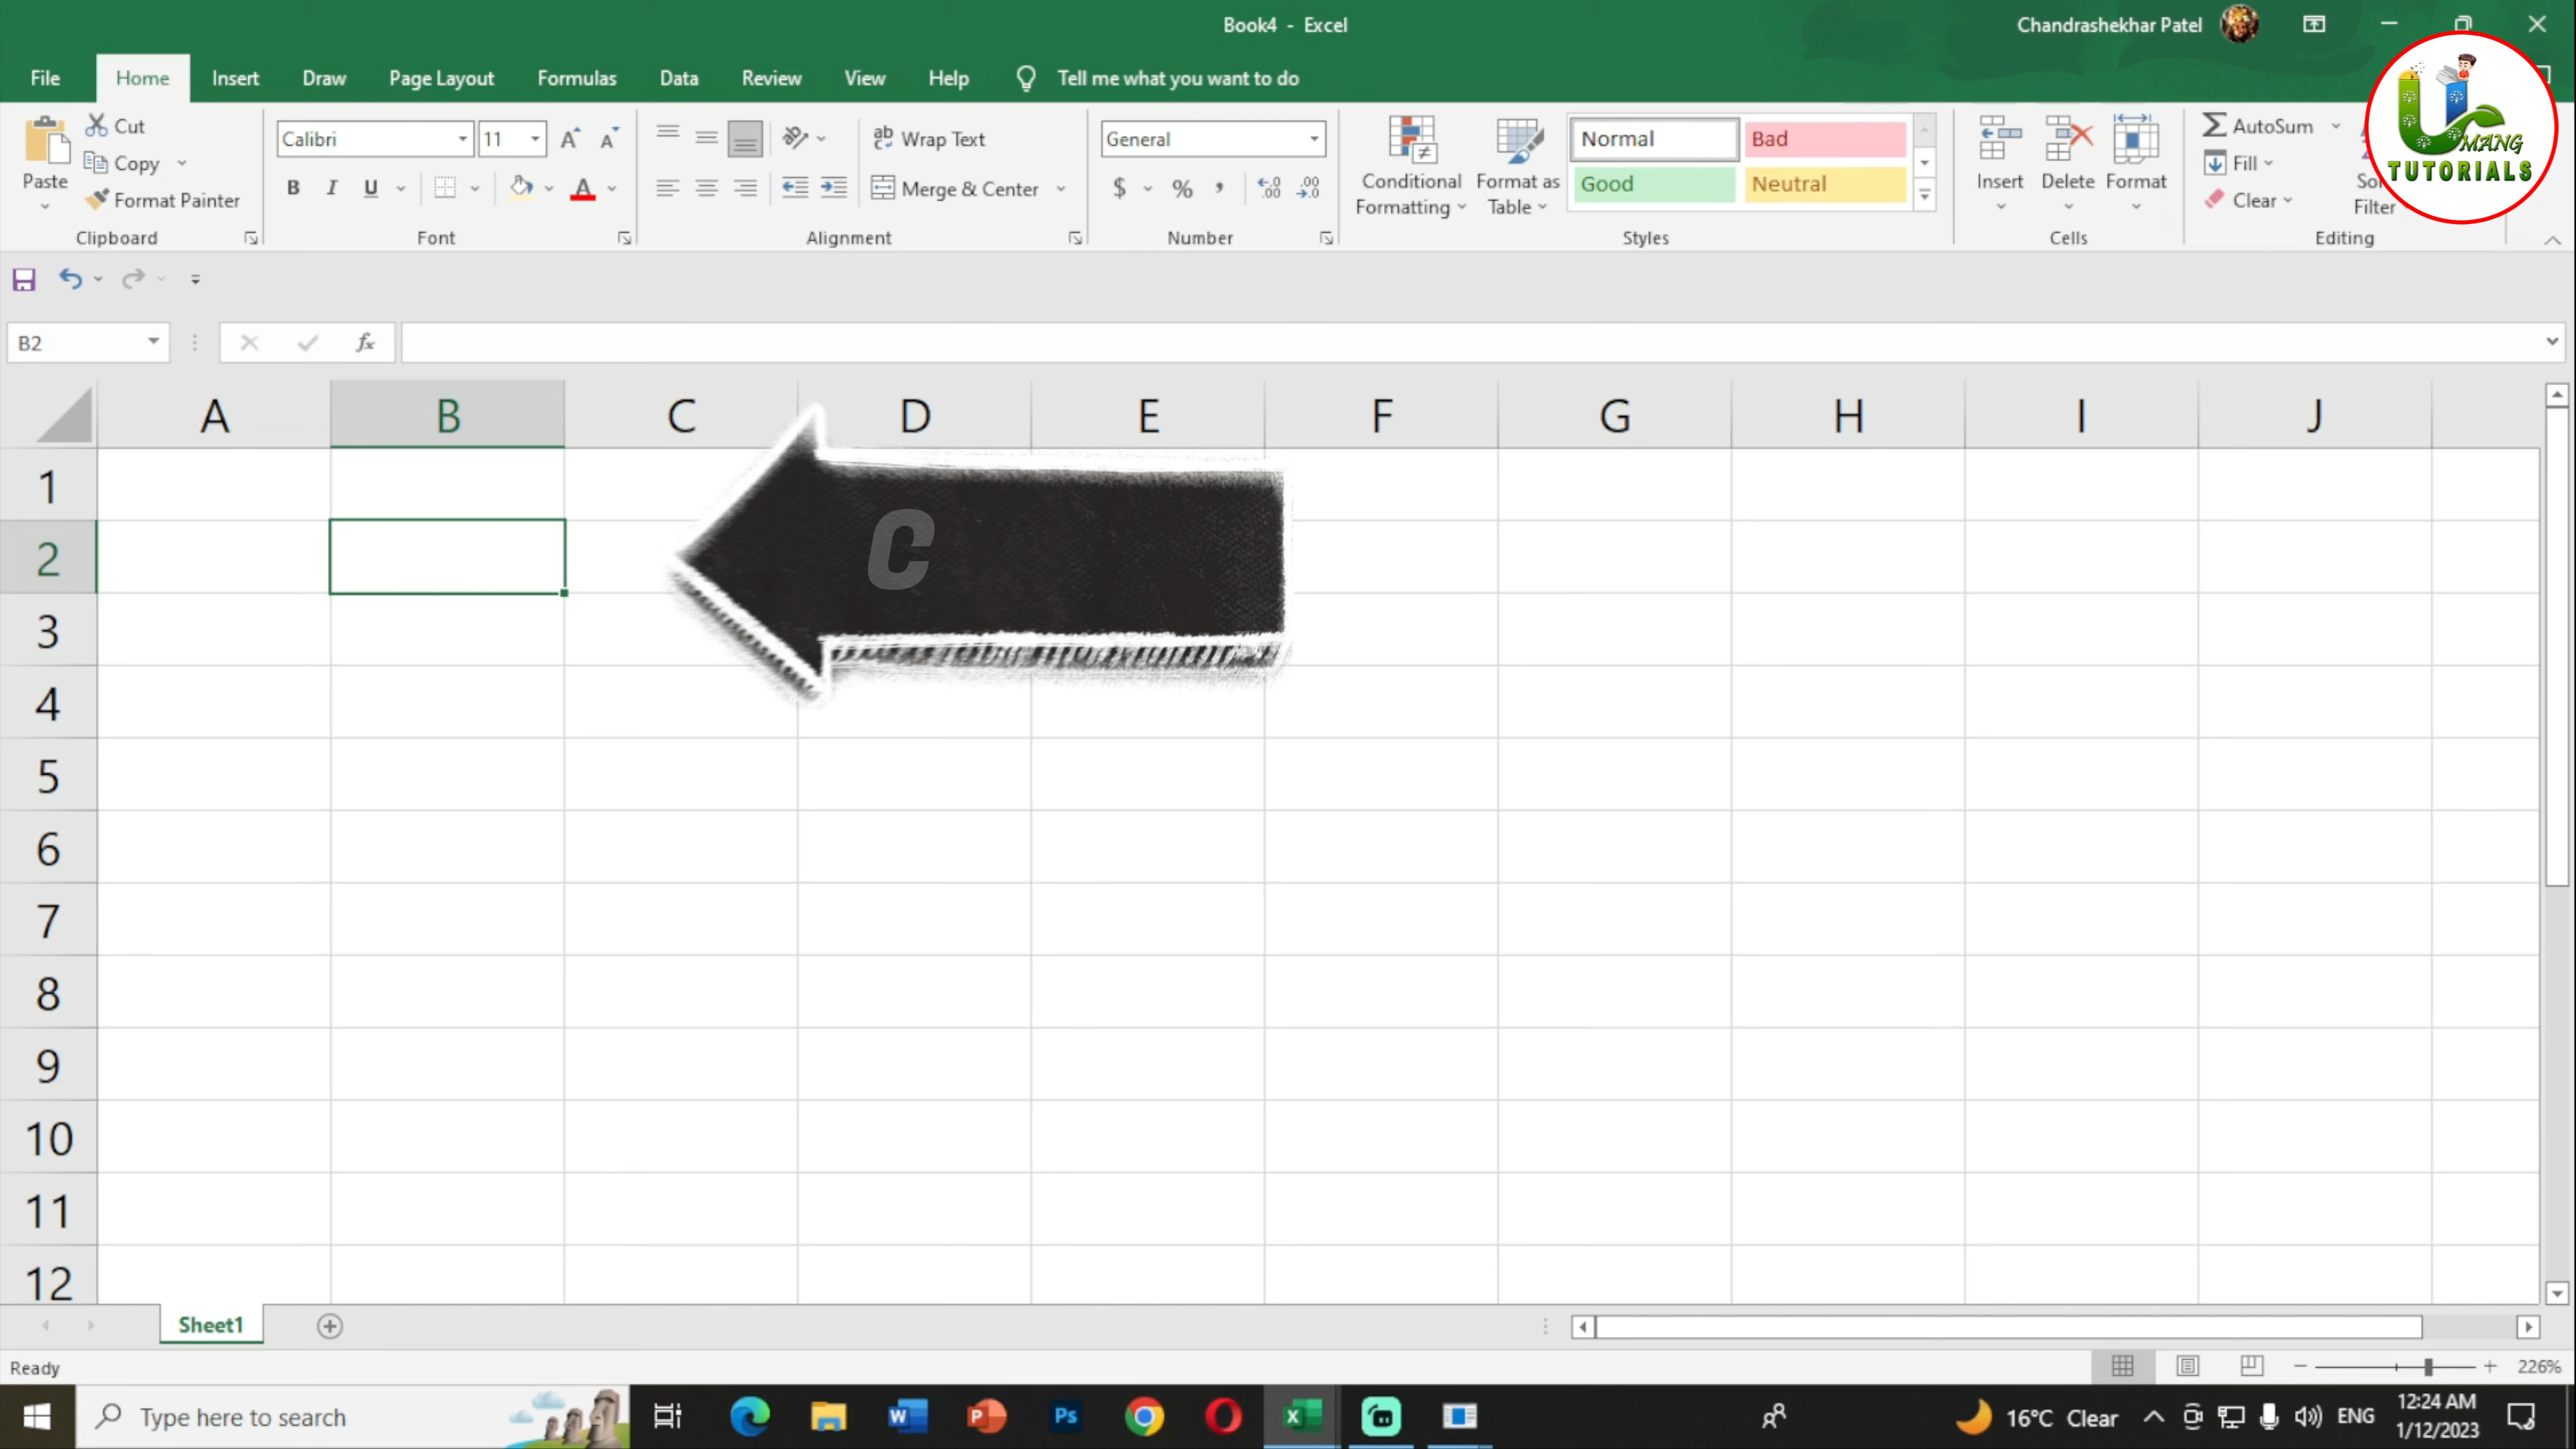 Book4 - Excel
Chandrashekhar Patel
File Home Insert Draw Page Layout Formulas Data Review View Help Tell me what you want to do
Paste
Cut
Copy
Format Painter
Clipboard
Calibri 11
B I U
Font
Wrap Text
Merge & Center
Alignment
General
$ % ,
Number
Conditional
Formatting
Format as
Table
Normal Bad
Good Neutral
Styles
Insert Delete Format
Cells
AutoSum
Fill
Clear
Filter
Editing
UMANG
TUTORIALS
B2 fx
A B C D E F G H I J
1
2
C
3
4
5
6
7
8
9
10
11
12
Sheet1
Ready
226%
Type here to search
16°C Clear
ENG
12:24 AM
1/12/2023